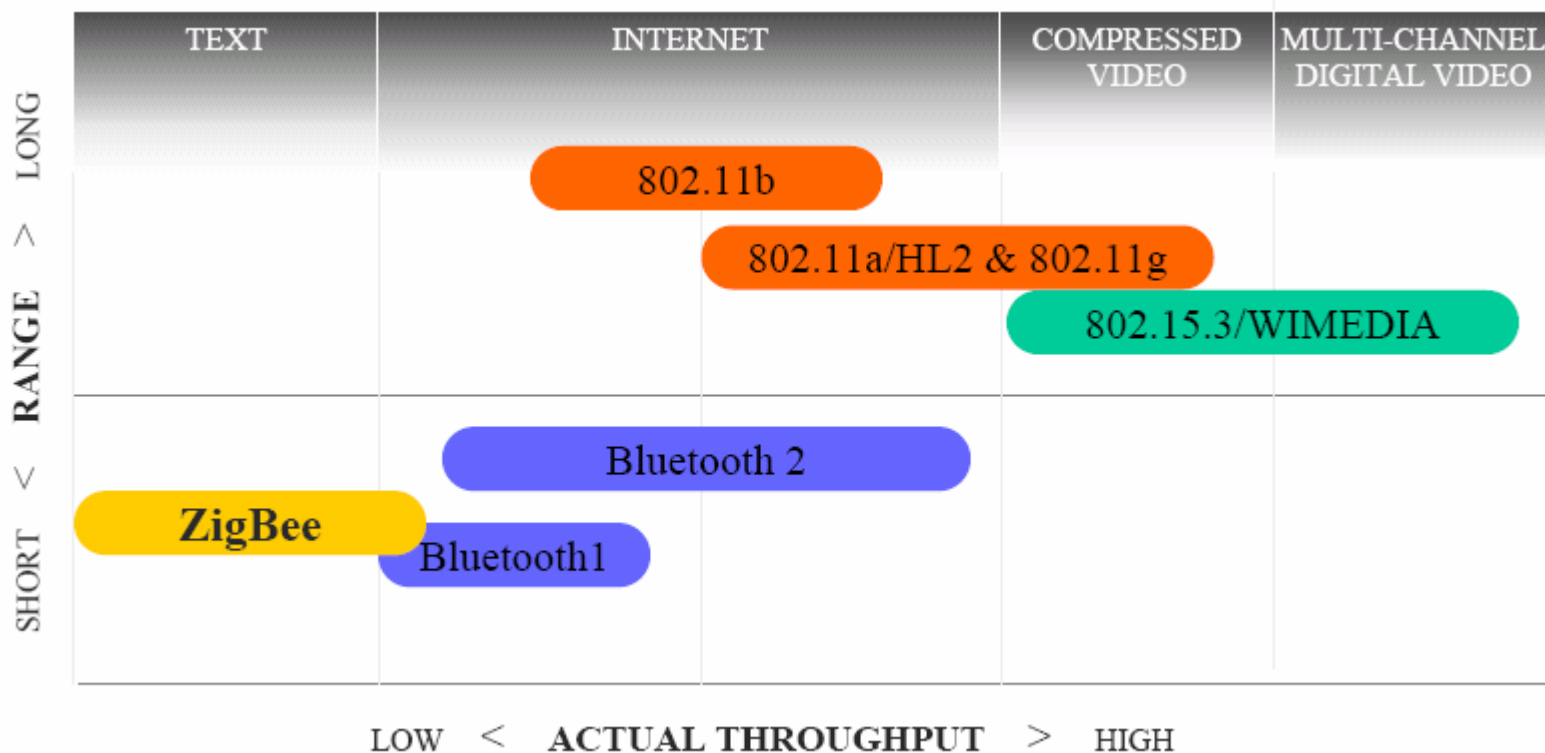 TEXT
INTERNET
COMPRESSED
VIDEO
MULTI-CHANNEL
DIGITAL VIDEO
SHORT < RANGE > LONG
802.11b
802.11a/HL2 & 802.11g
802.15.3/WIMEDIA
Bluetooth 2
ZigBee
Bluetooth1
LOW < ACTUAL THROUGHPUT > HIGH